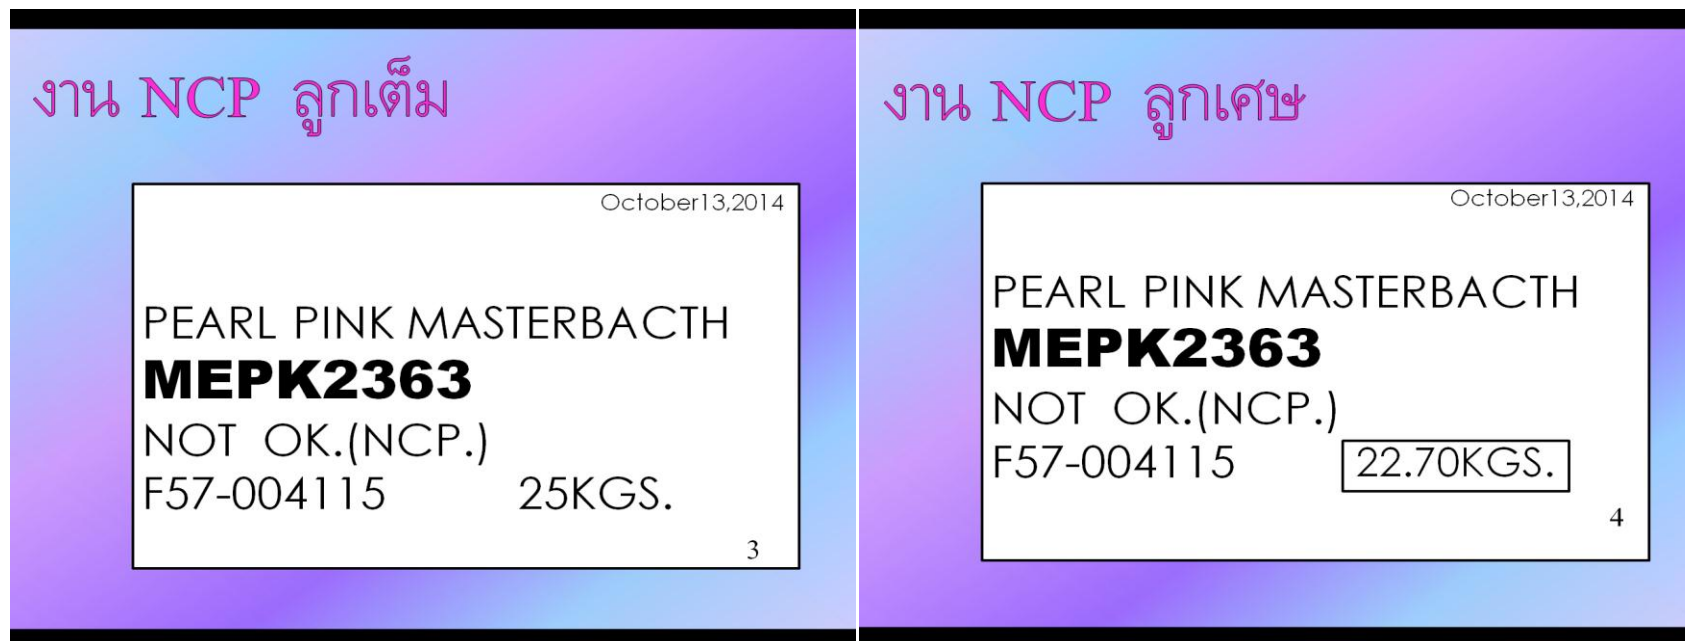 งาน NCP ลูกเต็ม
October13,2014
PEARL PINK MASTERBACTH
MEPK2363
NOT OK.(NCP.)
F57-004115 25KGS.
3
งาน NCP ลูกเศษ
October13,2014
PEARL PINK MASTERBACTH
MEPK2363
NOT OK.(NCP.)
F57-004115 22.70KGS.
4